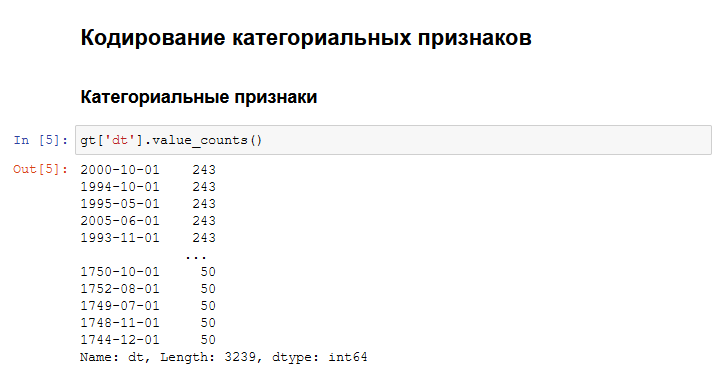 Кодирование категориальных признаков
Категориальные признаки
In [5]: gt['dt'].value_counts()
Out[5]: 2000-10-01    243
1994-10-01    243
1995-05-01    243
2005-06-01    243
1993-11-01    243
...
1750-10-01     50
1752-08-01     50
1749-07-01     50
1748-11-01     50
1744-12-01     50
Name: dt, Length: 3239, dtype: int64